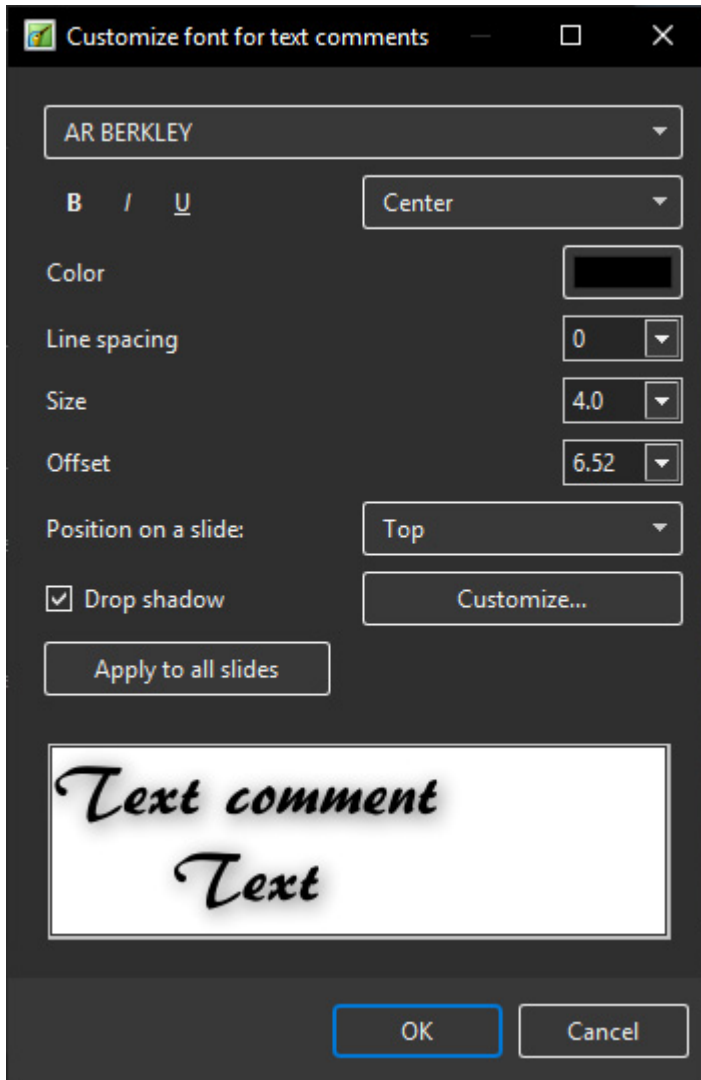 Customize font for text comments
AR BERKLEY
B I U Center
Color
Line spacing 0
Size 4.0
Offset 6.52
Position on a slide: Top
Drop shadow Customize...
Apply to all slides
Text comment
Text
OK Cancel